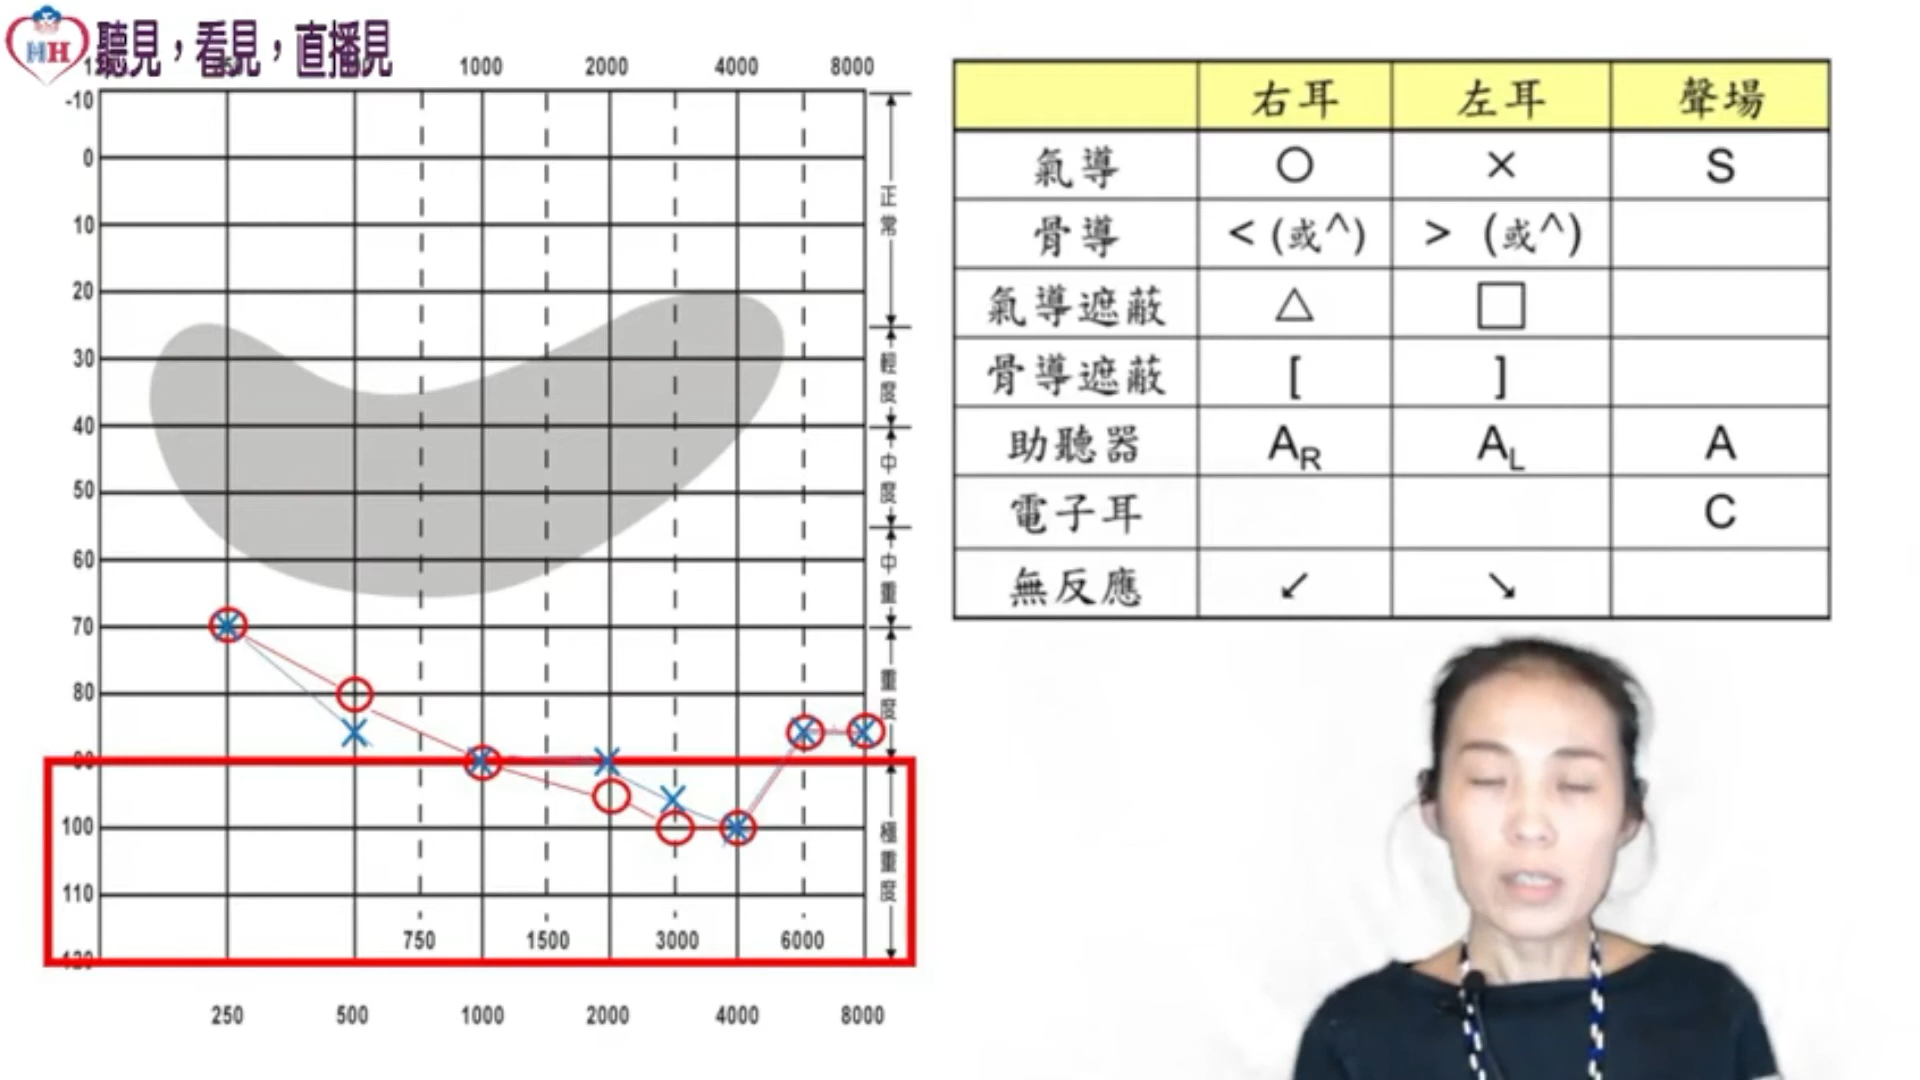 HH 聽見，看見，直播見
1000 2000 4000 8000
-10
0
10
20
30
40
50
60
70
80
90
100
110
120
正常
輕度
中度
中重
重度
極重度
750 1500 3000 6000
250 500 1000 2000 4000 8000
右耳 左耳 聲場
氣導 ○ × S
骨導 < (或^) > (或^)
氣導遮蔽 △ □
骨導遮蔽 [ ]
助聽器 AR AL A
電子耳 C
無反應 ↙ ↘